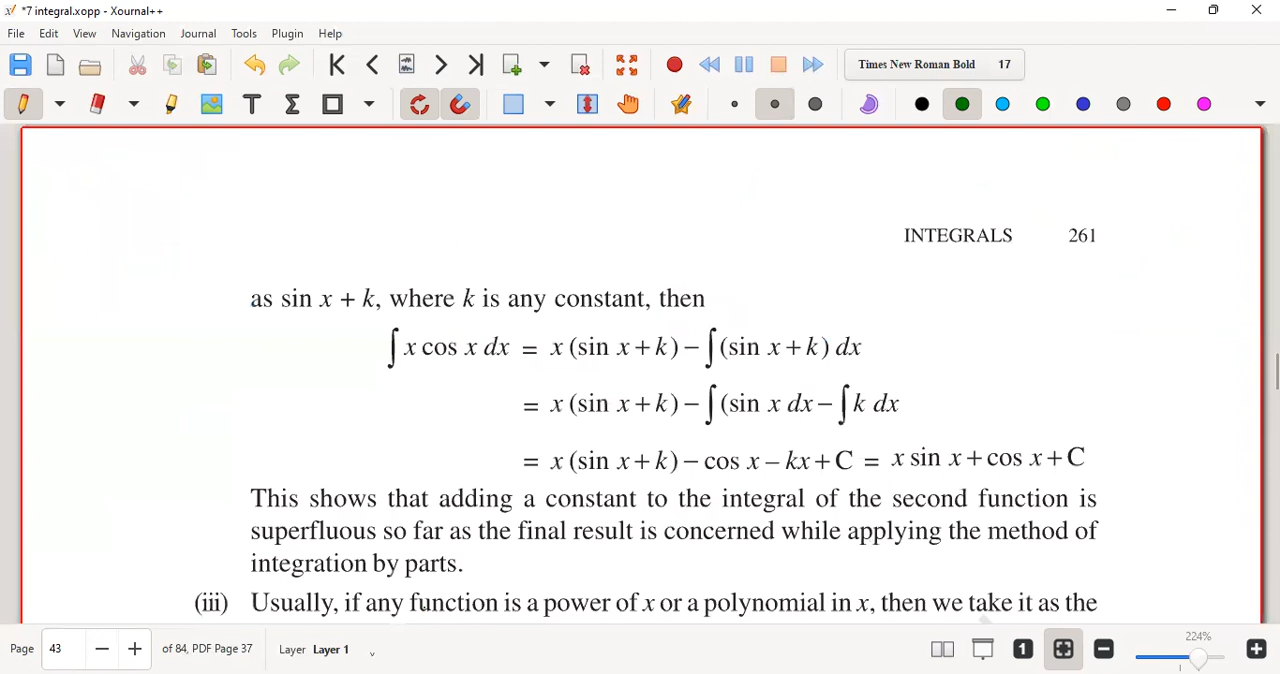 *7 integral.xopp - Xournal++
File Edit View Navigation Journal Tools Plugin Help
Times New Roman Bold 17
INTEGRALS 261
as sin x + k, where k is any constant, then
∫ x cos x dx = x (sin x + k) − ∫ (sin x + k) dx
= x (sin x + k) − ∫ (sin x dx − ∫ k dx
= x (sin x + k) − cos x – kx + C = x sin x + cos x + C
This shows that adding a constant to the integral of the second function is
superfluous so far as the final result is concerned while applying the method of
integration by parts.
(iii) Usually, if any function is a power of x or a polynomial in x, then we take it as the
Page 43 of 84, PDF Page 37 Layer Layer 1 1 224%